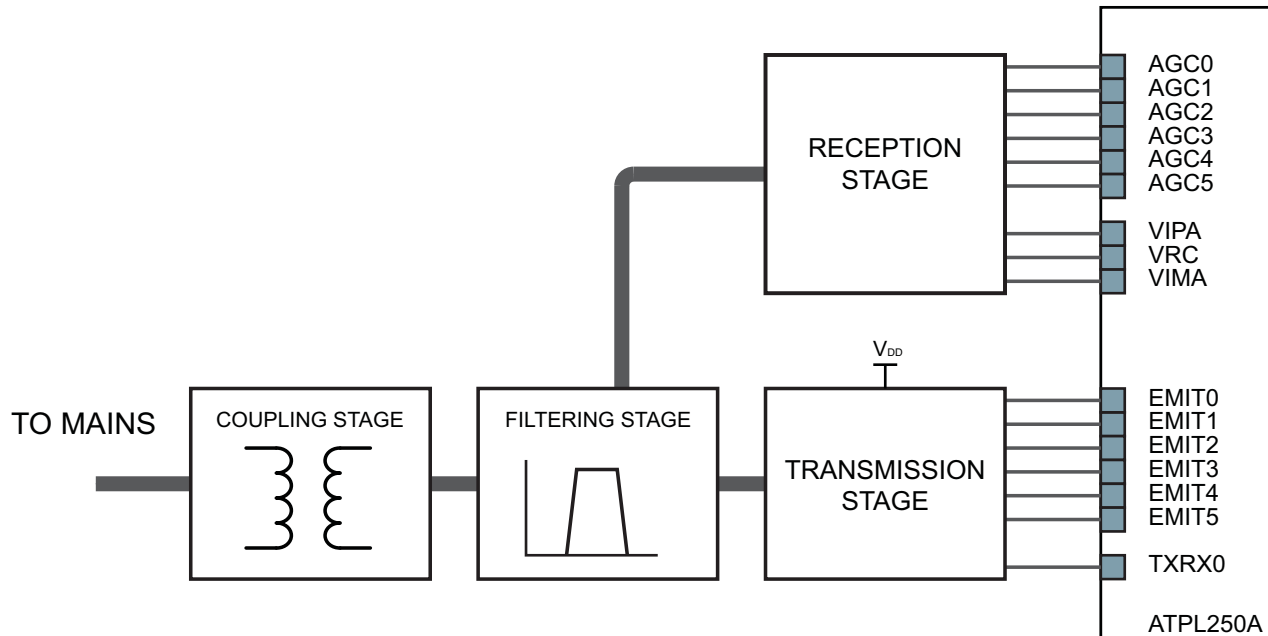 AGC0
AGC1
AGC2
AGC3
AGC4
AGC5
RECEPTION
STAGE
VIPA
VRC
VIMA
VDD
TO MAINS
COUPLING STAGE
FILTERING STAGE
TRANSMISSION
STAGE
EMIT0
EMIT1
EMIT2
EMIT3
EMIT4
EMIT5
TXRX0
ATPL250A